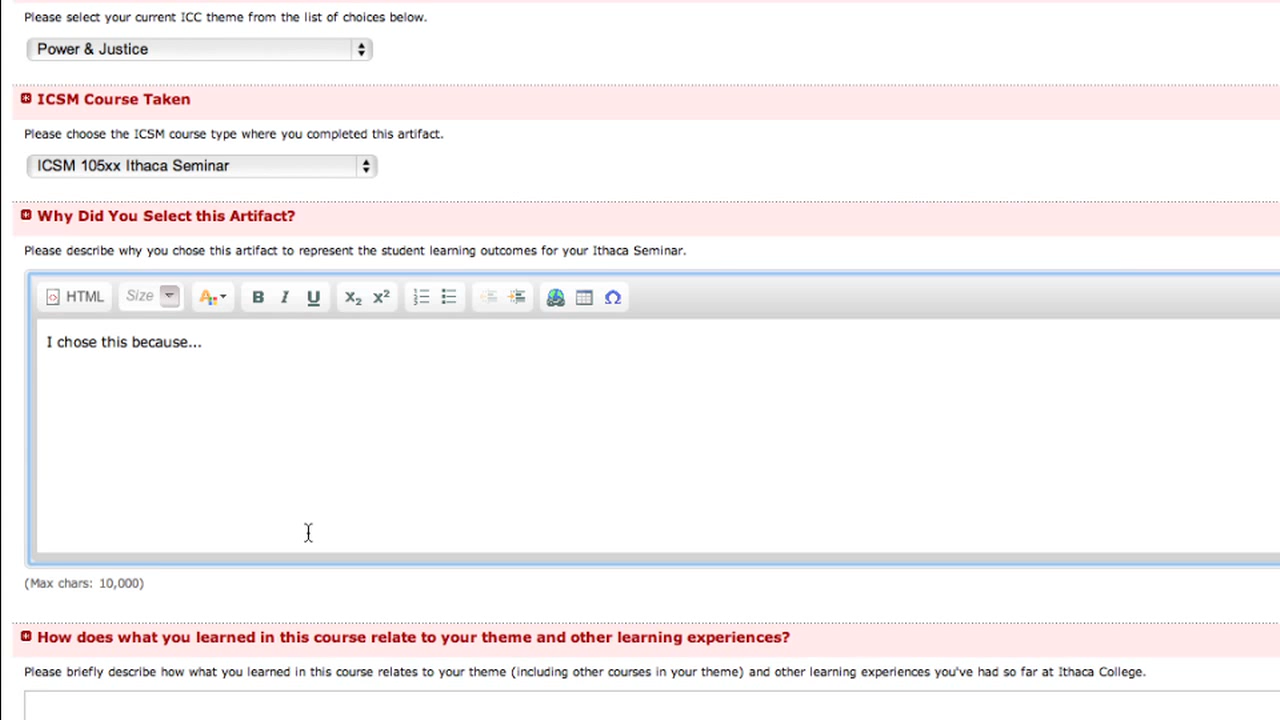 Please select your current ICC theme from the list of choices below.
Power & Justice
ICSM Course Taken
Please choose the ICSM course type where you completed this artifact.
ICSM 105xx Ithaca Seminar
Why Did You Select this Artifact?
Please describe why you chose this artifact to represent the student learning outcomes for your Ithaca Seminar.
HTML Size A B I U X₂ X² Ω
I chose this because...
(Max chars: 10,000)
How does what you learned in this course relate to your theme and other learning experiences?
Please briefly describe how what you learned in this course relates to your theme (including other courses in your theme) and other learning experiences you've had so far at Ithaca College.